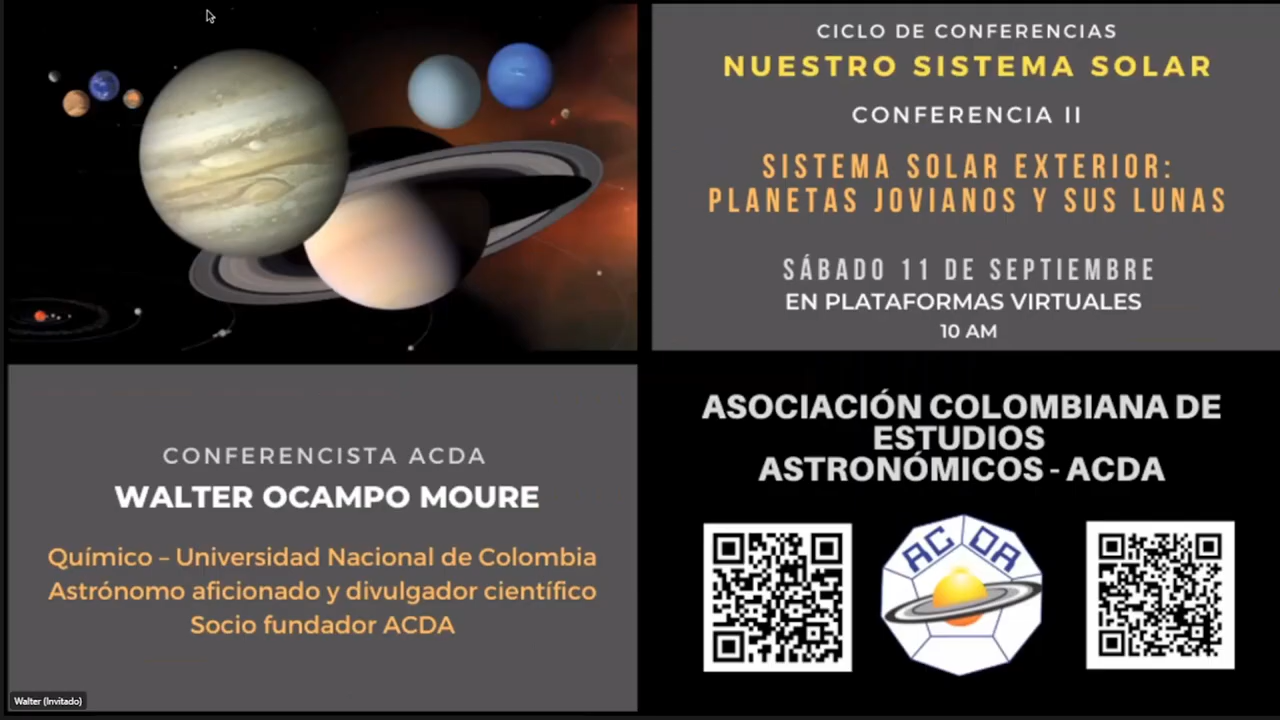 CICLO DE CONFERENCIAS
NUESTRO SISTEMA SOLAR
CONFERENCIA II
SISTEMA SOLAR EXTERIOR:
PLANETAS JOVIANOS Y SUS LUNAS
SÁBADO 11 DE SEPTIEMBRE
EN PLATAFORMAS VIRTUALES
10 AM
CONFERENCISTA ACDA
WALTER OCAMPO MOURE
Químico – Universidad Nacional de Colombia
Astrónomo aficionado y divulgador científico
Socio fundador ACDA
ASOCIACIÓN COLOMBIANA DE
ESTUDIOS
ASTRONÓMICOS - ACDA
ACDA
Walter (Invitado)